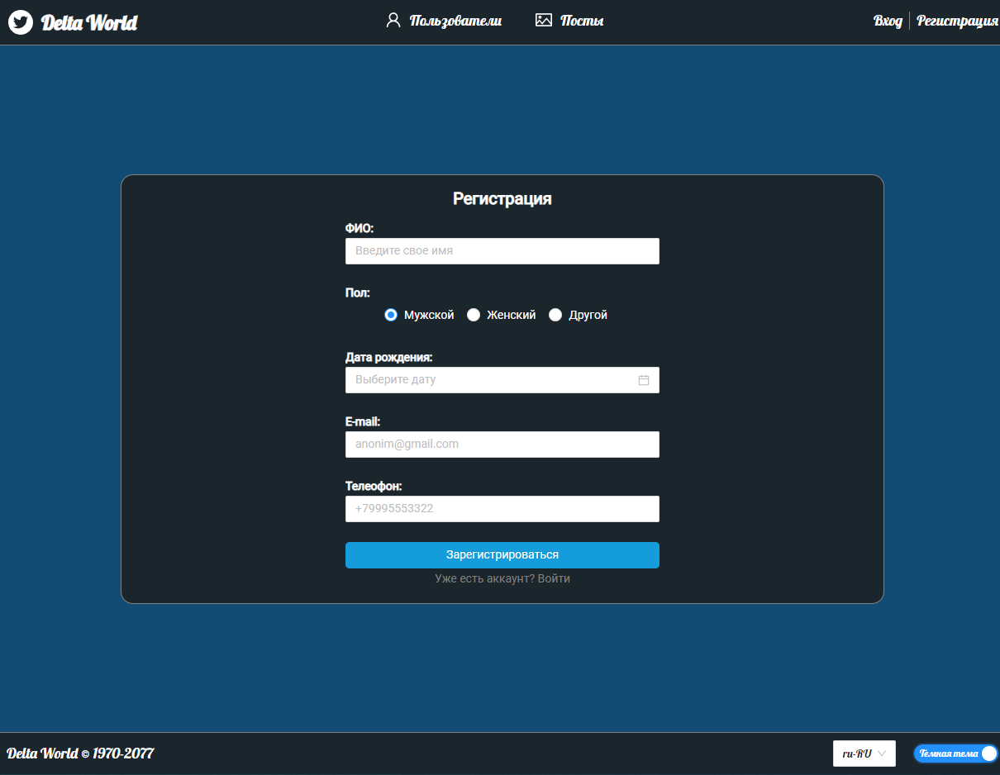 Delta World
Пользователи
Посты
Вход
Регистрация
Регистрация
ФИО:
Введите свое имя
Пол:
Мужской Женский Другой
Дата рождения:
Выберите дату
E-mail:
anonim@gmail.com
Телеофон:
+79995553322
Зарегистрироваться
Уже есть аккаунт? Войти
Delta World © 1970-2077
ru-RU
Темная тема